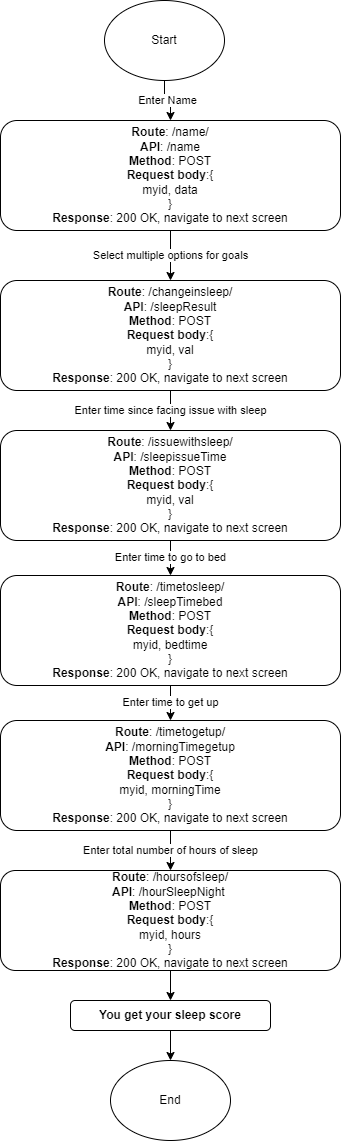 Start
Enter Name
Route: /name/
API: /name
Method: POST
Request body:{
myid, data
}
Response: 200 OK, navigate to next screen
Select multiple options for goals
Route: /changeinsleep/
API: /sleepResult
Method: POST
Request body:{
myid, val
}
Response: 200 OK, navigate to next screen
Enter time since facing issue with sleep
Route: /issuewithsleep/
API: /sleepissueTime
Method: POST
Request body:{
myid, val
}
Response: 200 OK, navigate to next screen
Enter time to go to bed
Route: /timetosleep/
API: /sleepTimebed
Method: POST
Request body:{
myid, bedtime
}
Response: 200 OK, navigate to next screen
Enter time to get up
Route: /timetogetup/
API: /morningTimegetup
Method: POST
Request body:{
myid, morningTime
}
Response: 200 OK, navigate to next screen
Enter total number of hours of sleep
Route: /hoursofsleep/
API: /hourSleepNight
Method: POST
Request body:{
myid, hours
}
Response: 200 OK, navigate to next screen
You get your sleep score
End